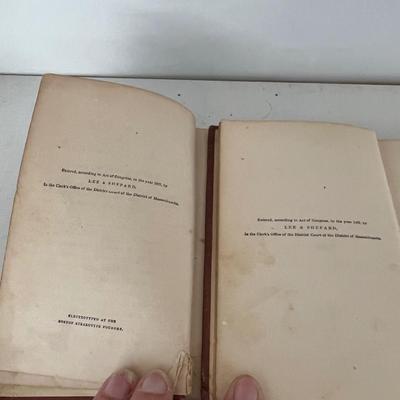 Entered, according to Act of Congress, in the year by
LEE & SHEPARD,
In the Clerk's Office of the District Court of the District of Massachusetts.
ELECTROTYPED AT THE
BOSTON STEREOTYPE FOUNDRY.
Entered, according to Act of Congress, in the year by
LEE & SHEPARD,
In the Clerk's Office of the District Court of the District of Massachusetts.